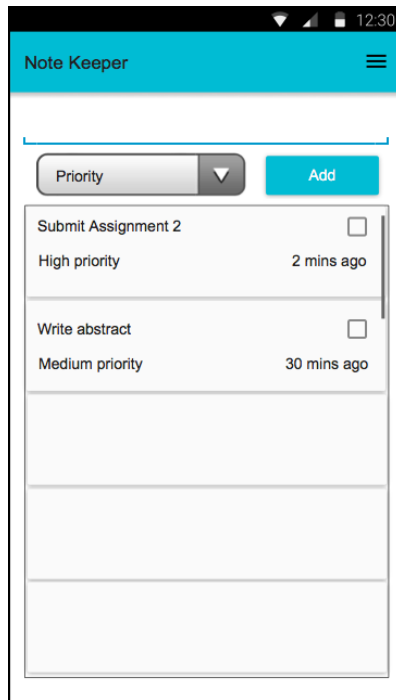 12:30
Note Keeper
Priority
Add
Submit Assignment 2
High priority
2 mins ago
Write abstract
Medium priority
30 mins ago